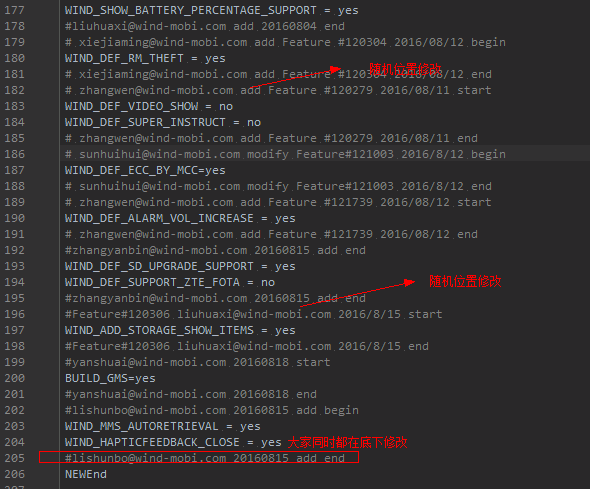 177 WIND_SHOW_BATTERY_PERCENTAGE_SUPPORT = yes
178 #liuhuaxi@wind-mobi.com add 20160804 end
179 # xiejiaming@wind-mobi.com add Feature #120304 2016/08/12 begin
180 WIND_DEF_RM_THEFT = yes
181 # xiejiaming@wind-mobi.com add Feature #120304 2016/08/12 end
随机位置修改
182 # zhangwen@wind-mobi.com add Feature #120279 2016/08/11 start
183 WIND_DEF_VIDEO_SHOW = no
184 WIND_DEF_SUPER_INSTRUCT = no
185 # zhangwen@wind-mobi.com add Feature #120279 2016/08/11 end
186 # sunhuihui@wind-mobi.com modify Feature#121003 2016/8/12 begin
187 WIND_DEF_ECC_BY_MCC=yes
188 # sunhuihui@wind-mobi.com modify Feature#121003 2016/8/12 end
189 # zhangwen@wind-mobi.com add Feature #121739 2016/08/12 start
190 WIND_DEF_ALARM_VOL_INCREASE = yes
191 # zhangwen@wind-mobi.com add Feature #121739 2016/08/12 end
192 #zhangyanbin@wind-mobi.com 20160815 add end
193 WIND_DEF_SD_UPGRADE_SUPPORT = yes
194 WIND_DEF_SUPPORT_ZTE_FOTA = no
随机位置修改
195 #zhangyanbin@wind-mobi.com 20160815 add end
196 #Feature#120306 liuhuaxi@wind-mobi.com 2016/8/15 start
197 WIND_ADD_STORAGE_SHOW_ITEMS = yes
198 #Feature#120306 liuhuaxi@wind-mobi.com 2016/8/15 end
199 #yanshuai@wind-mobi.com 20160818 start
200 BUILD_GMS=yes
201 #yanshuai@wind-mobi.com 20160818 end
202 #lishunbo@wind-mobi.com 20160815 add begin
203 WIND_MMS_AUTORETRIEVAL = yes
204 WIND_HAPTICFEEDBACK_CLOSE = yes 大家同时都在底下修改
205 #lishunbo@wind-mobi.com 20160815 add end
206 NEWEnd